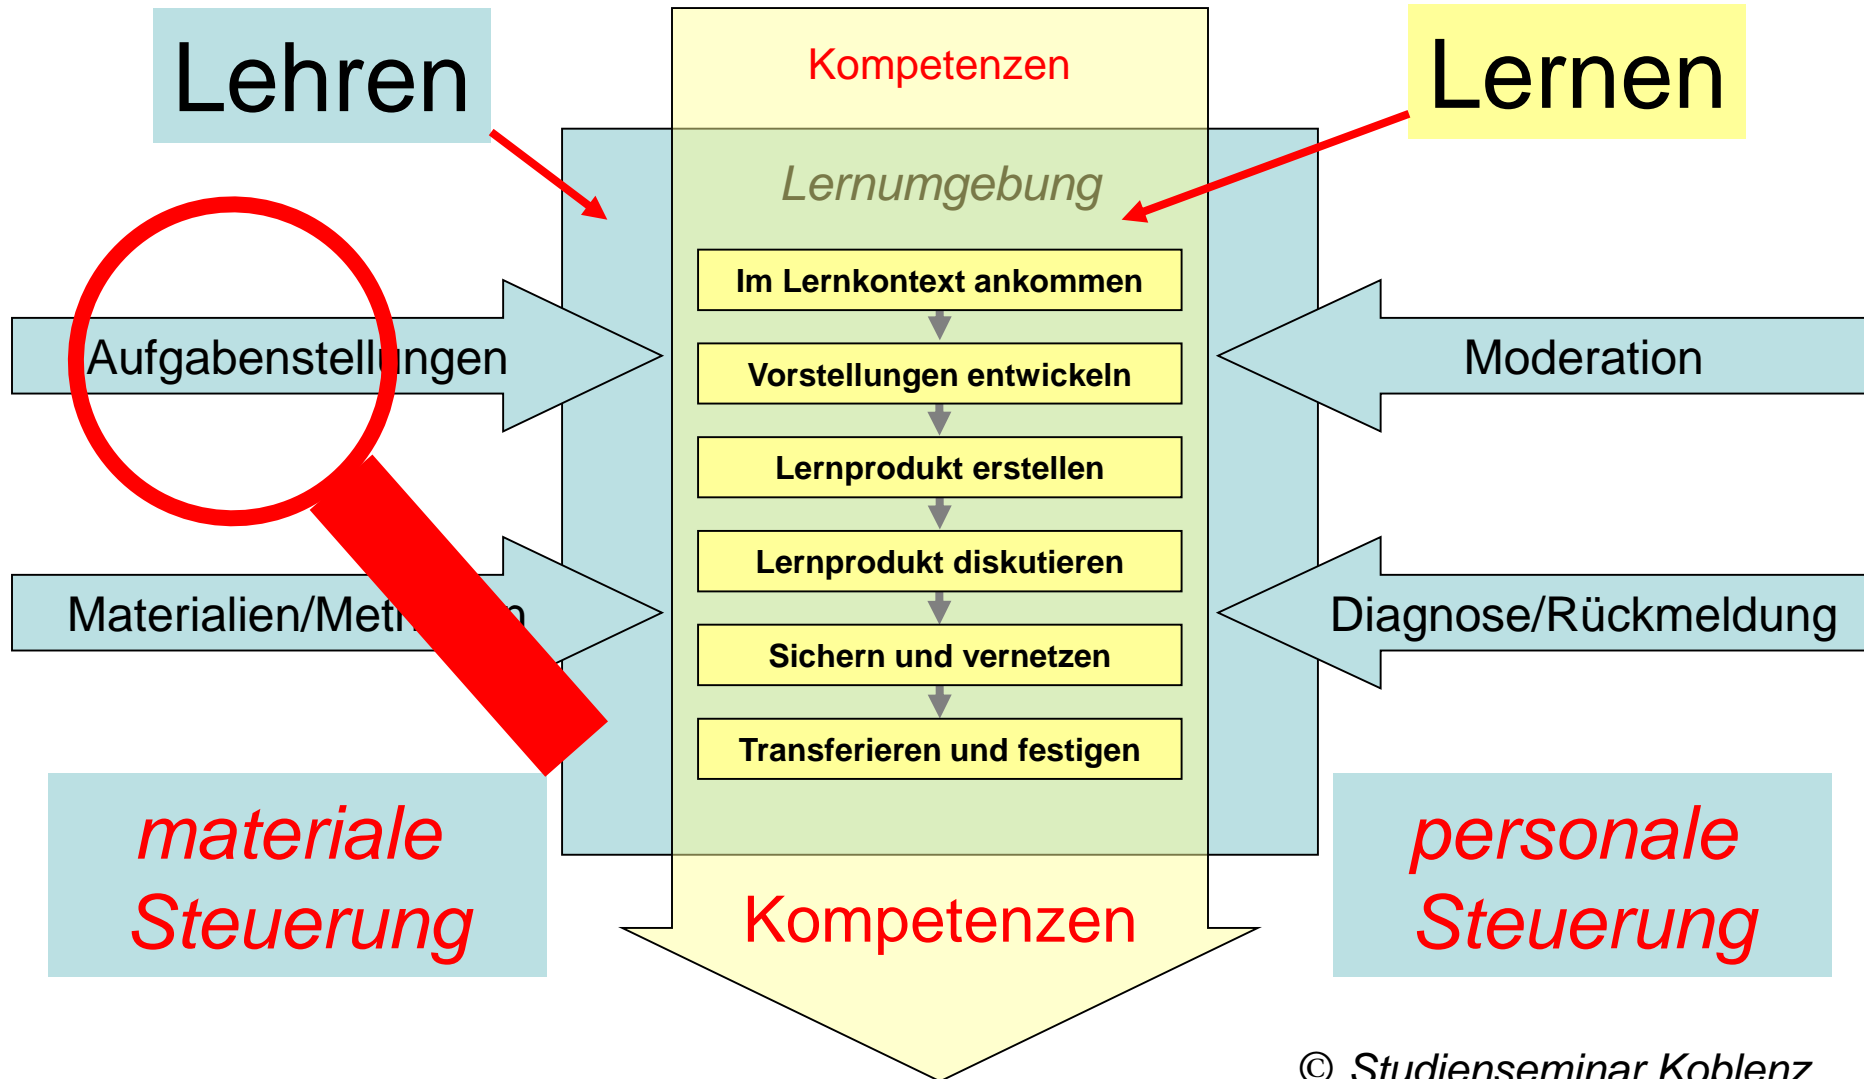 Lehren
Kompetenzen
Lernen
Lernumgebung
Im Lernkontext ankommen
Aufgabenstellungen
Moderation
Vorstellungen entwickeln
Lernprodukt erstellen
Lernprodukt diskutieren
Materialien/
Diagnose/Rückmeldung
Sichern und vernetzen
Transferieren und festigen
materiale
Steuerung
personale
Steuerung
Kompetenzen
© Studienseminar Koblenz